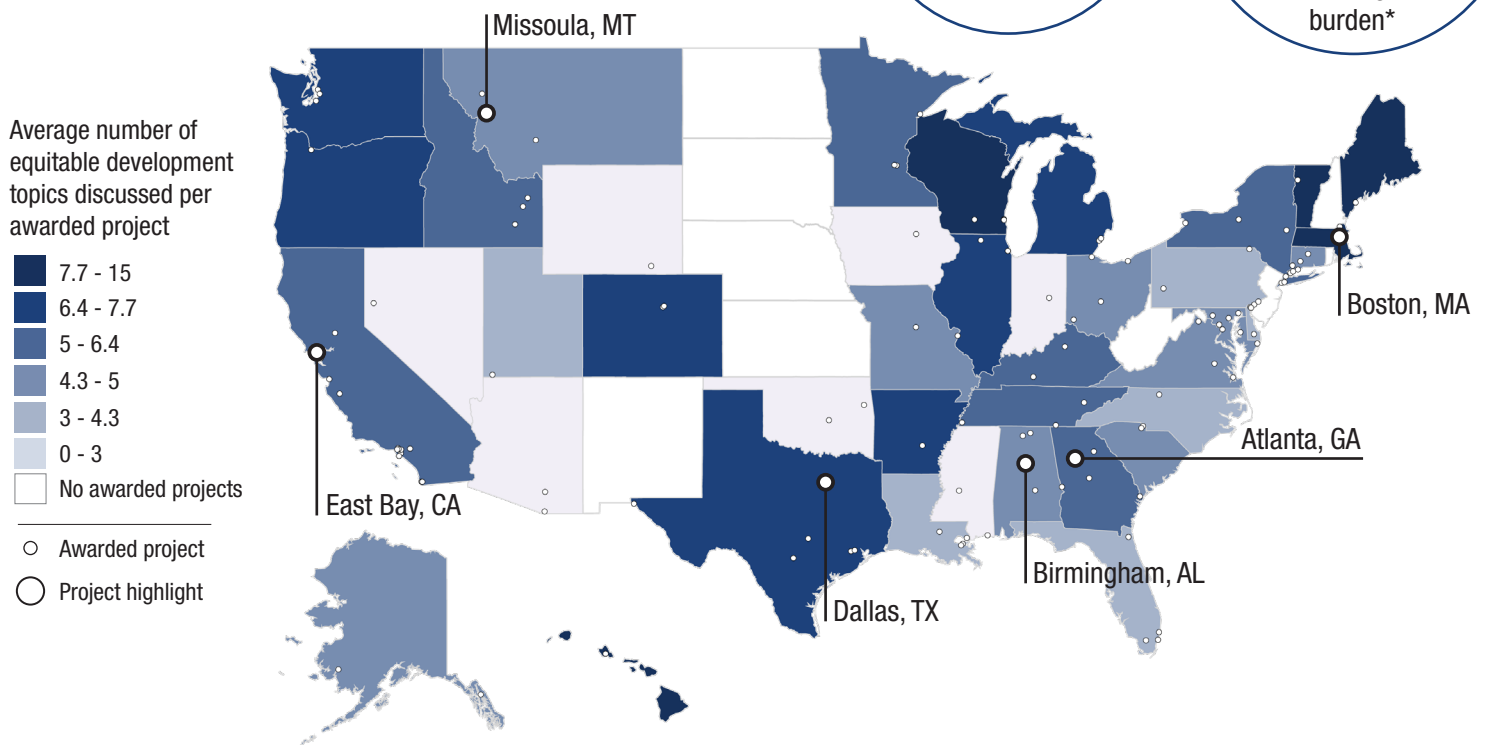 burden*
Missoula, MT
Average number of
equitable development
topics discussed per
awarded project
7.7 - 15
6.4 - 7.7
5 - 6.4
4.3 - 5
3 - 4.3
0 - 3
No awarded projects
Awarded project
Project highlight
Boston, MA
Atlanta, GA
East Bay, CA
Birmingham, AL
Dallas, TX